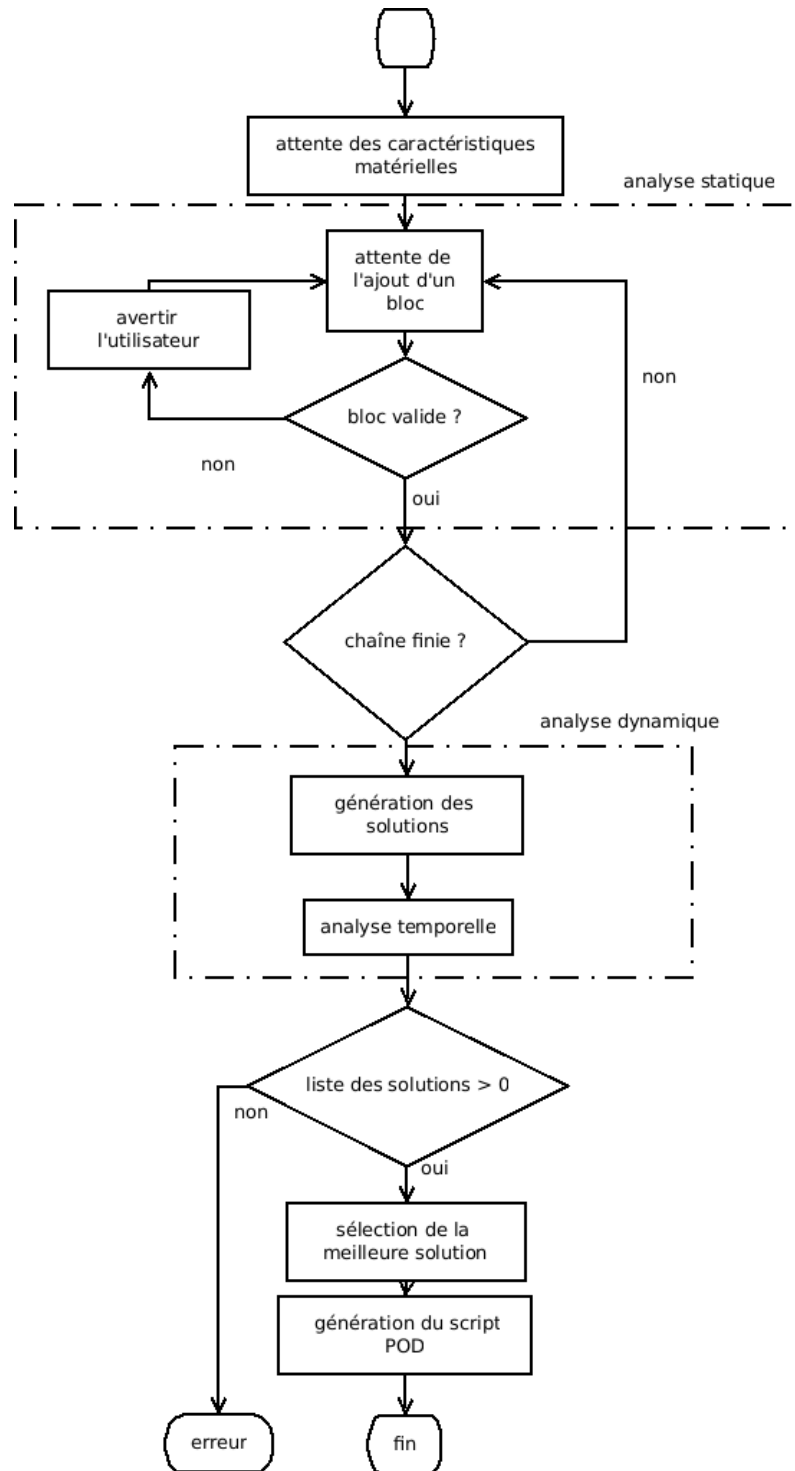 attente des caractéristiques
matérielles
analyse statique
attente de
l'ajout d'un
bloc
avertir
l'utilisateur
non
bloc valide ?
non
oui
chaîne finie ?
analyse dynamique
génération des
solutions
analyse temporelle
liste des solutions > 0
non
oui
sélection de la
meilleure solution
génération du script
POD
erreur
fin